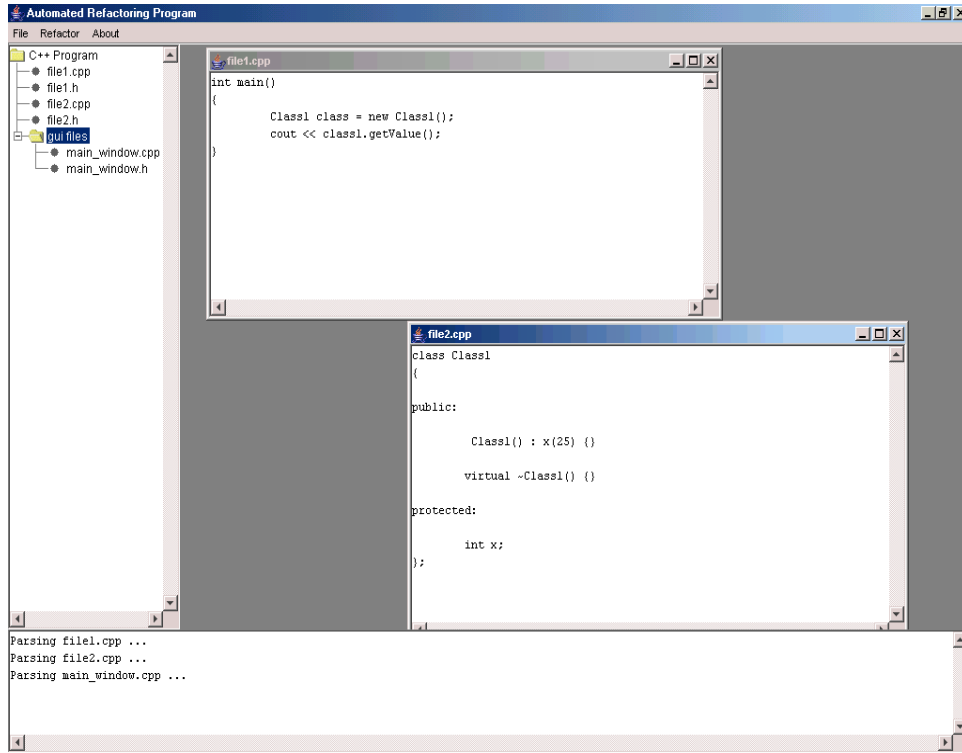 Automated Refactoring Program
File Refactor About
C++ Program
file1.cpp
file1.h
file2.cpp
file2.h
gui files
main_window.cpp
main_window.h
file1.cpp
int main()
{
Class1 class = new Class1();
cout << class1.getValue();
}
file2.cpp
class Class1
{
public:
Class1() : x(25) {}
virtual ~Class1() {}
protected:
int x;
};
Parsing file1.cpp ...
Parsing file2.cpp ...
Parsing main_window.cpp ...